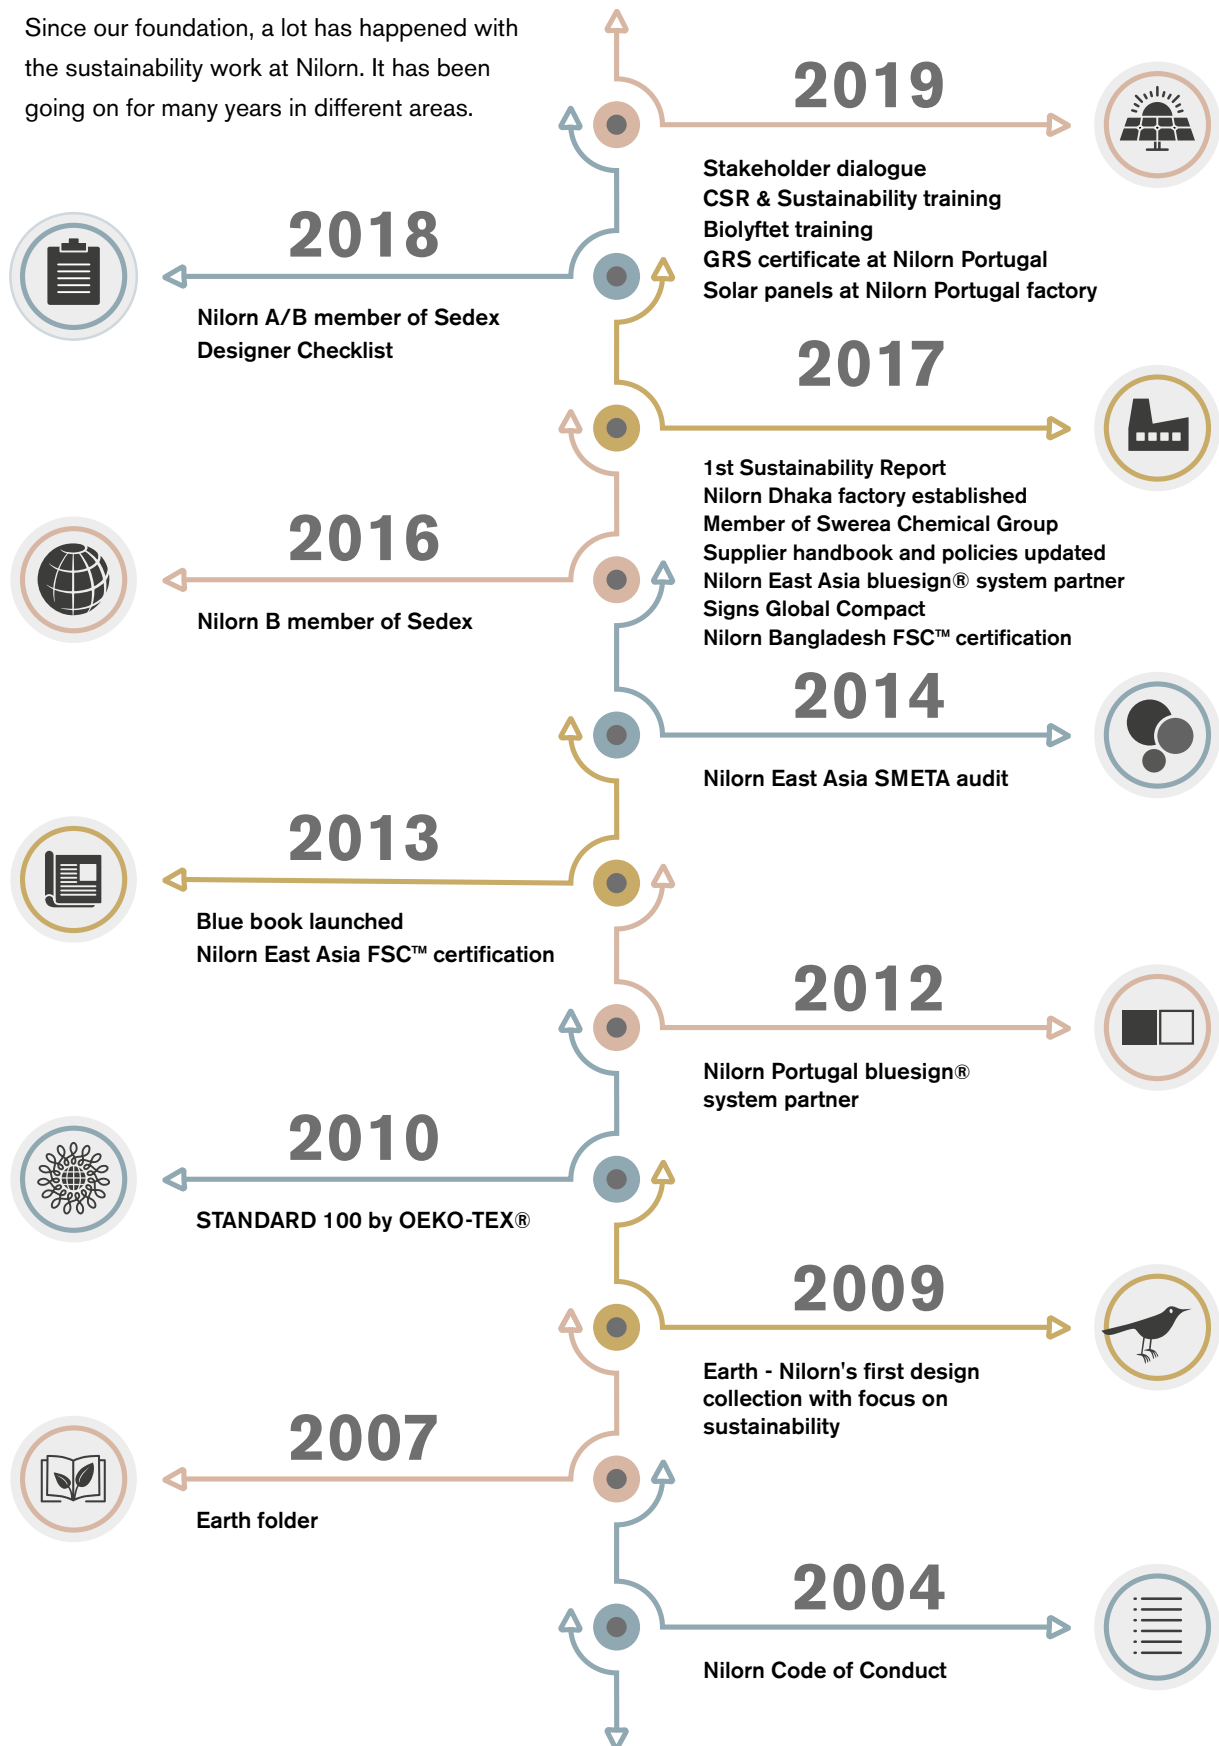 Since our foundation, a lot has happened with
the sustainability work at Nilorn. It has been
going on for many years in different areas.
2019
Stakeholder dialogue
CSR & Sustainability training
Biolyftet training
GRS certificate at Nilorn Portugal
Solar panels at Nilorn Portugal factory
2018
Nilorn A/B member of Sedex
Designer Checklist
2017
1st Sustainability Report
Nilorn Dhaka factory established
Member of Swerea Chemical Group
Supplier handbook and policies updated
Nilorn East Asia bluesign® system partner
Signs Global Compact
Nilorn Bangladesh FSC™ certification
2016
Nilorn B member of Sedex
2014
Nilorn East Asia SMETA audit
2013
Blue book launched
Nilorn East Asia FSC™ certification
2012
Nilorn Portugal bluesign®
system partner
2010
STANDARD 100 by OEKO-TEX®
2009
Earth - Nilorn's first design
collection with focus on
sustainability
2007
Earth folder
2004
Nilorn Code of Conduct